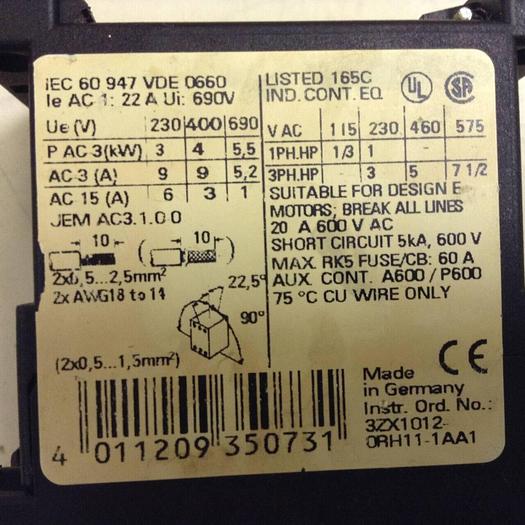 IEC 60 947 VDE 0660
Ie AC 1: 22 A Ui: 690V
Ue (V) 230 400 690
P AC 3 (kW) 3 4 5,5
AC 3 (A) 9 9 5,2
AC 15 (A) 6 3 1
JEM AC3.1.0 0
10 10
2x0,5...2,5mm²
2x AWG18 to 14
22,5°
90°
(2x0,5...1,5mm²)
4 011209 350731
LISTED 165C
IND. CONT. EQ.
UL SA
V AC 115 230 460 575
1PH.HP 1/3 1 - -
3PH.HP 3 5 7 1/2
SUITABLE FOR DESIGN E
MOTORS; BREAK ALL LINES
20 A 600 V AC
SHORT CIRCUIT 5kA, 600 V
MAX. RK5 FUSE/CB: 60 A
AUX. CONT. A600 / P600
75 °C CU WIRE ONLY
CE
Made
in Germany
Instr. Ord. No.:
3ZX1012-
0RH11-1AA1